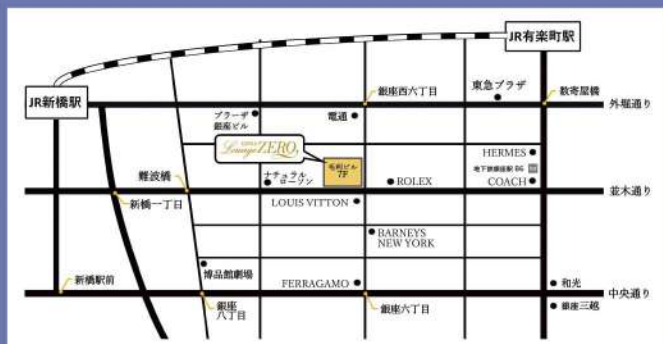 JR有楽町駅
JR新橋駅
銀座西六丁目
東急プラザ
数寄屋橋
外堀通り
プラーザ
銀座ビル
電通
Lounge ZERO
毛利ビル
7F
HERMES
地下鉄銀座駅 B6
難波橋
ナチュラル
ローソン
ROLEX
COACH
並木通り
新橋一丁目
LOUIS VITTON
BARNEYS
NEW YORK
博品館劇場
新橋駅前
FERRAGAMO
和光
中央通り
銀座
八丁目
銀座六丁目
銀座三越